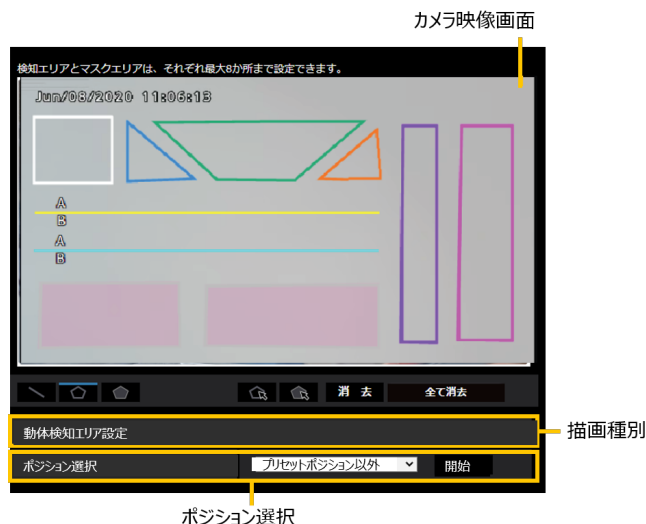 カメラ映像画面
検知エリアとマスクエリアは、それぞれ最大8か所まで設定できます。
Jun/08/2020 11:06:13
A
B
A
B
消 去
全て消去
動体検知エリア設定
描画種別
ポジション選択
プリセットポジション以外
開始
ポジション選択